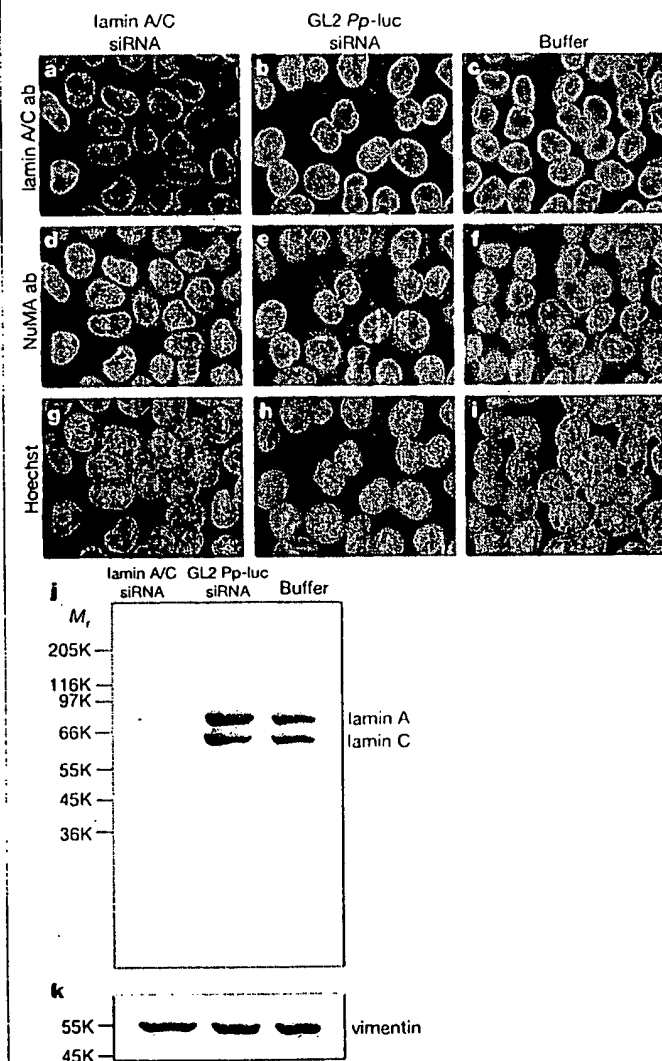 lamin A/C
siRNA
GL2 Pp-luc
siRNA
Buffer
lamin A/C ab
a
b
c
NuMA ab
d
e
f
Hoechst
g
h
i
j
lamin A/C
siRNA
GL2 Pp-luc
siRNA
Buffer
Mr
205K
116K
97K
66K
55K
45K
36K
lamin A
lamin C
k
55K
45K
vimentin